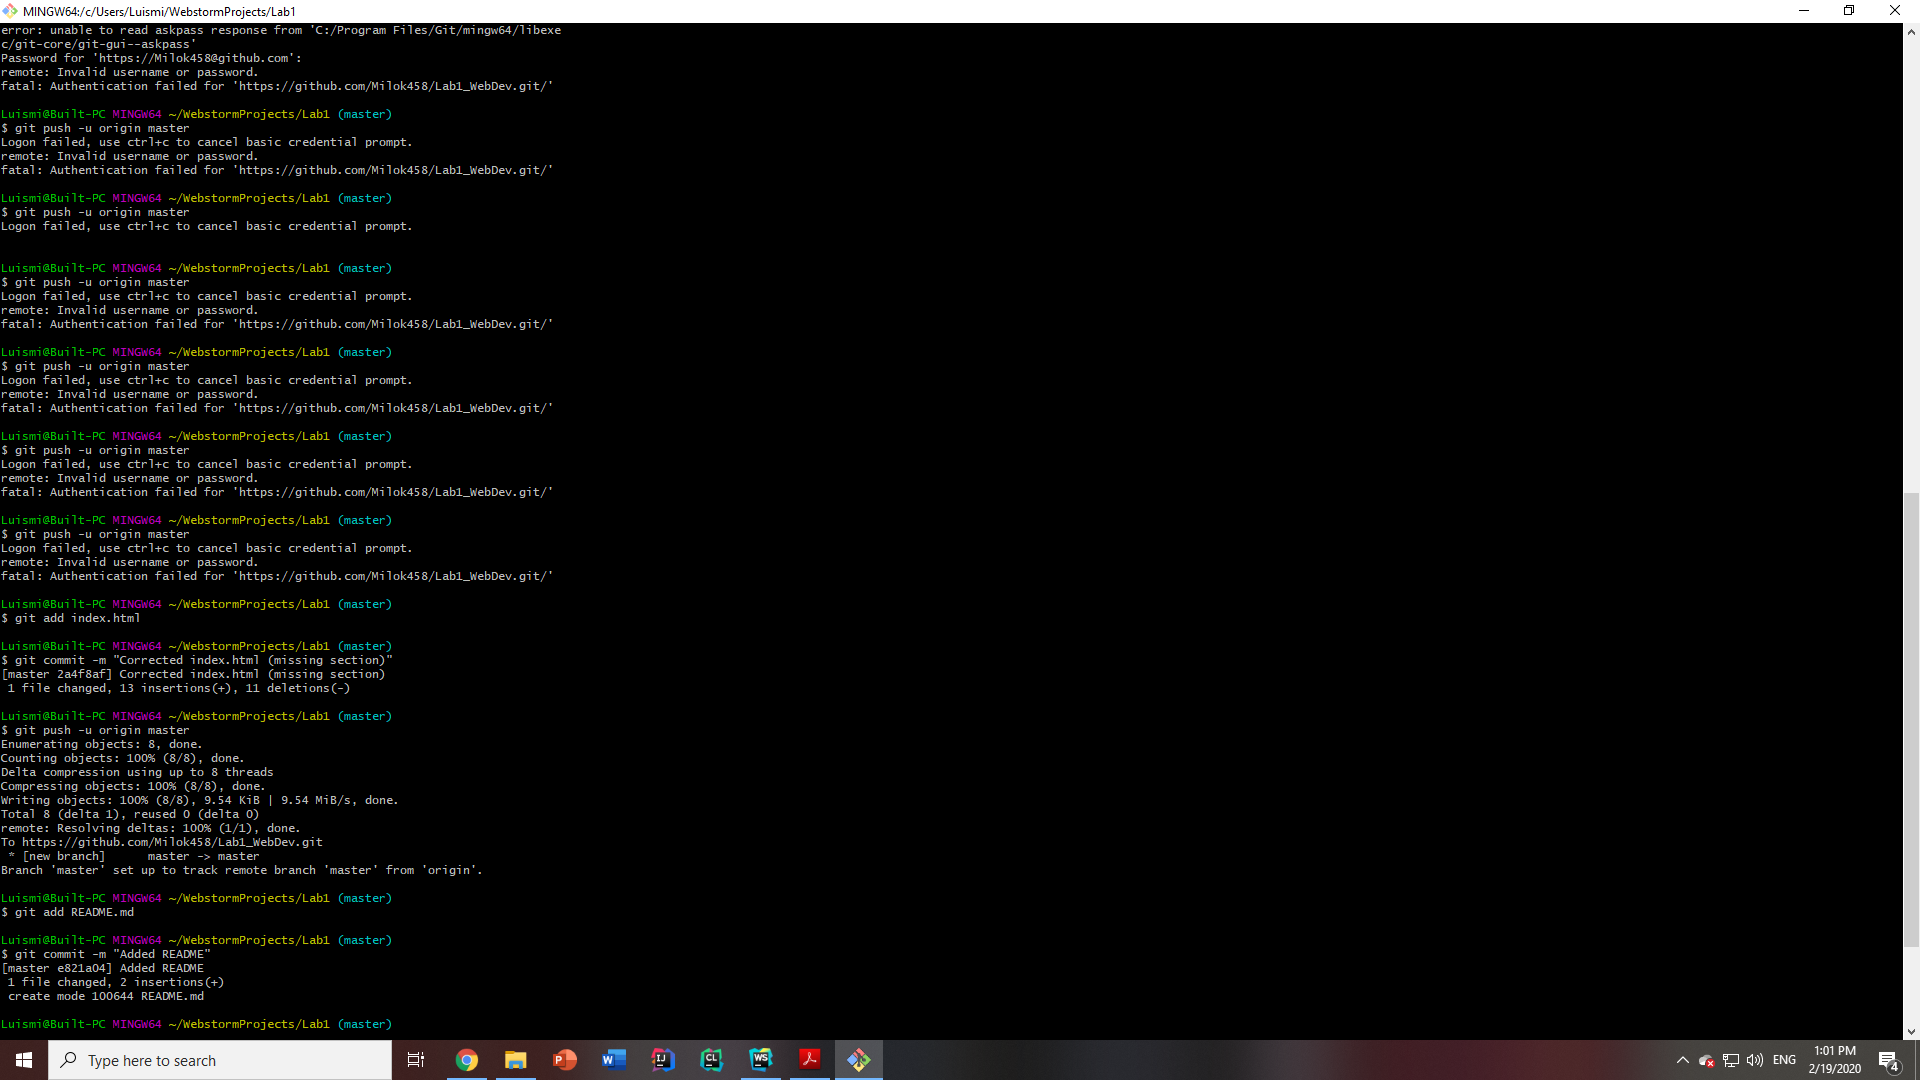 MINGW64:/c/Users/Luismi/WebstormProjects/Lab1
error: unable to read askpass response from 'C:/Program Files/Git/mingw64/libexe
c/git-core/git-gui--askpass'
Password for 'https://Milok458@github.com':
remote: Invalid username or password.
fatal: Authentication failed for 'https://github.com/Milok458/Lab1_WebDev.git/'
Luismi@Built-PC MINGW64 ~/WebstormProjects/Lab1 (master)
$ git push -u origin master
Logon failed, use ctrl+c to cancel basic credential prompt.
remote: Invalid username or password.
fatal: Authentication failed for 'https://github.com/Milok458/Lab1_WebDev.git/'
Luismi@Built-PC MINGW64 ~/WebstormProjects/Lab1 (master)
$ git push -u origin master
Logon failed, use ctrl+c to cancel basic credential prompt.
Luismi@Built-PC MINGW64 ~/WebstormProjects/Lab1 (master)
$ git push -u origin master
Logon failed, use ctrl+c to cancel basic credential prompt.
remote: Invalid username or password.
fatal: Authentication failed for 'https://github.com/Milok458/Lab1_WebDev.git/'
Luismi@Built-PC MINGW64 ~/WebstormProjects/Lab1 (master)
$ git push -u origin master
Logon failed, use ctrl+c to cancel basic credential prompt.
remote: Invalid username or password.
fatal: Authentication failed for 'https://github.com/Milok458/Lab1_WebDev.git/'
Luismi@Built-PC MINGW64 ~/WebstormProjects/Lab1 (master)
$ git push -u origin master
Logon failed, use ctrl+c to cancel basic credential prompt.
remote: Invalid username or password.
fatal: Authentication failed for 'https://github.com/Milok458/Lab1_WebDev.git/'
Luismi@Built-PC MINGW64 ~/WebstormProjects/Lab1 (master)
$ git push -u origin master
Logon failed, use ctrl+c to cancel basic credential prompt.
remote: Invalid username or password.
fatal: Authentication failed for 'https://github.com/Milok458/Lab1_WebDev.git/'
Luismi@Built-PC MINGW64 ~/WebstormProjects/Lab1 (master)
$ git add index.html
Luismi@Built-PC MINGW64 ~/WebstormProjects/Lab1 (master)
$ git commit -m "Corrected index.html (missing section)"
[master 2a4f8af] Corrected index.html (missing section)
1 file changed, 13 insertions(+), 11 deletions(-)
Luismi@Built-PC MINGW64 ~/WebstormProjects/Lab1 (master)
$ git push -u origin master
Enumerating objects: 8, done.
Counting objects: 100% (8/8), done.
Delta compression using up to 8 threads
Compressing objects: 100% (8/8), done.
Writing objects: 100% (8/8), 9.54 KiB | 9.54 MiB/s, done.
Total 8 (delta 1), reused 0 (delta 0)
remote: Resolving deltas: 100% (1/1), done.
To https://github.com/Milok458/Lab1_WebDev.git
* [new branch]      master -> master
Branch 'master' set up to track remote branch 'master' from 'origin'.
Luismi@Built-PC MINGW64 ~/WebstormProjects/Lab1 (master)
$ git add README.md
Luismi@Built-PC MINGW64 ~/WebstormProjects/Lab1 (master)
$ git commit -m "Added README"
[master e821a04] Added README
1 file changed, 2 insertions(+)
create mode 100644 README.md
Luismi@Built-PC MINGW64 ~/WebstormProjects/Lab1 (master)
Type here to search
ENG
1:01 PM
2/19/2020
4